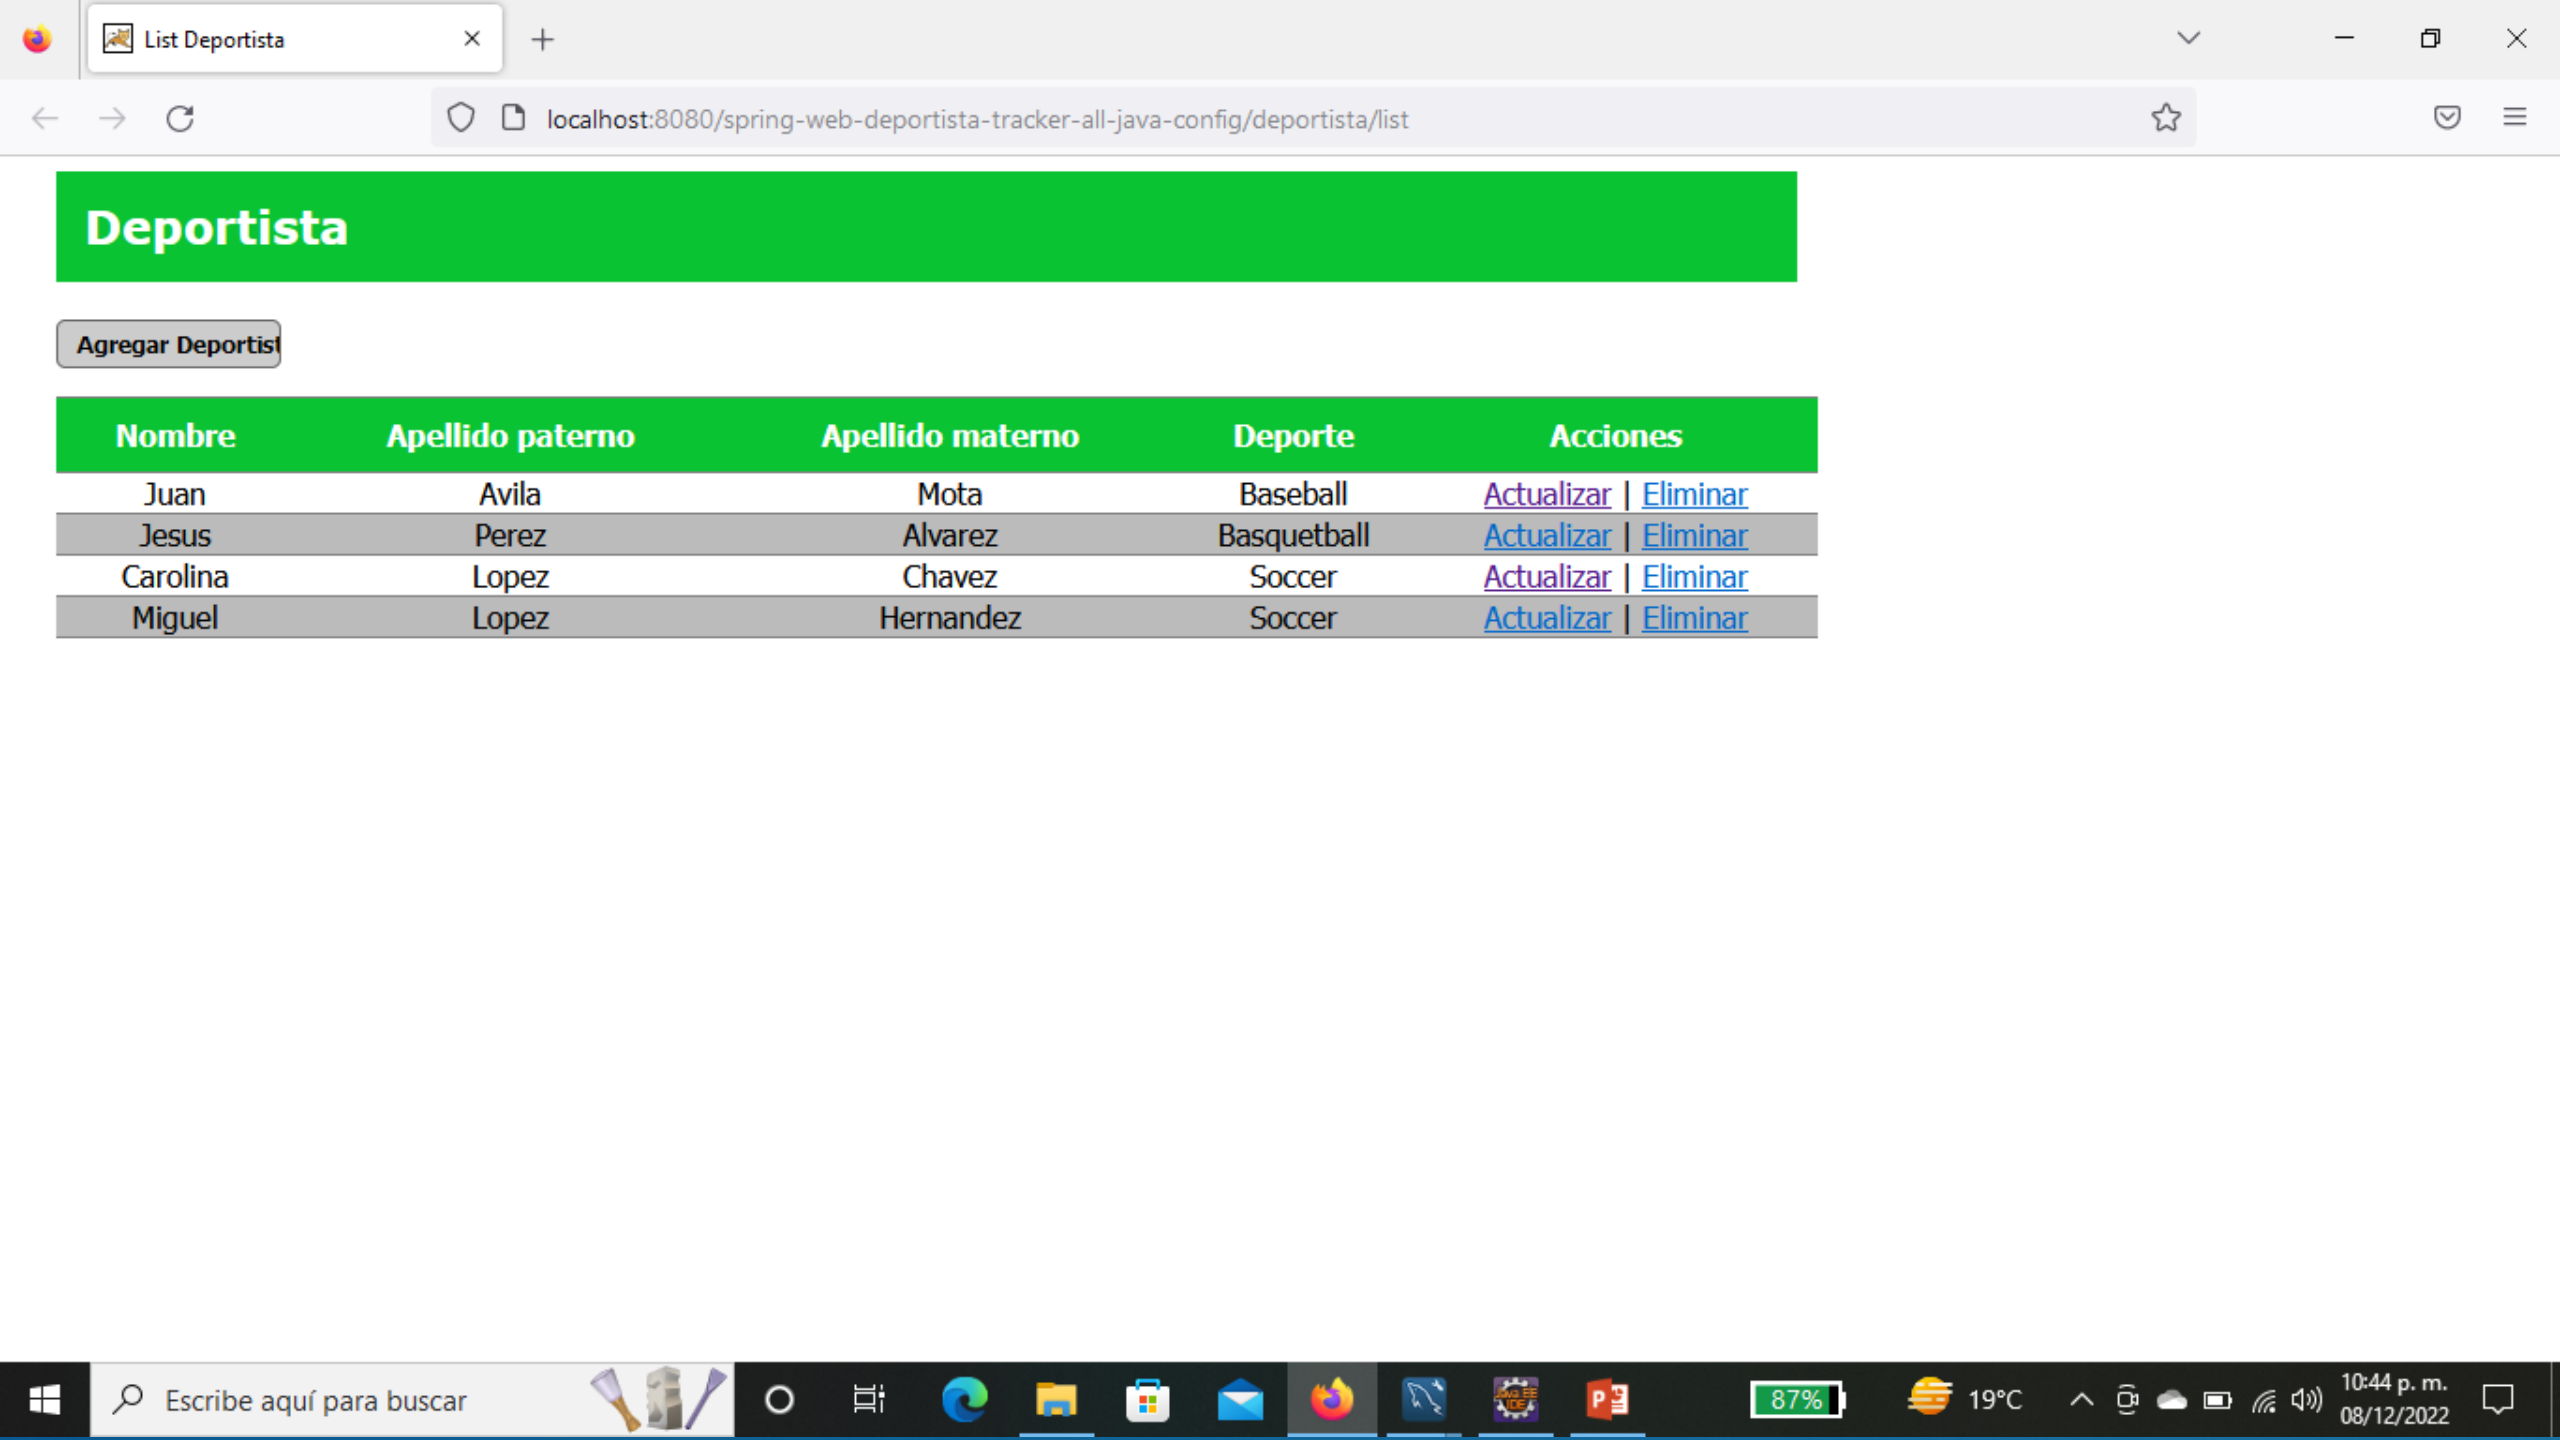 List Deportista
localhost:8080/spring-web-deportista-tracker-all-java-config/deportista/list
Deportista
Agregar Deportist
Nombre Apellido paterno Apellido materno Deporte Acciones
Juan Avila Mota Baseball Actualizar | Eliminar
Jesus Perez Alvarez Basquetball Actualizar | Eliminar
Carolina Lopez Chavez Soccer Actualizar | Eliminar
Miguel Lopez Hernandez Soccer Actualizar | Eliminar
Escribe aquí para buscar
87%
19°C
10:44 p. m.
08/12/2022